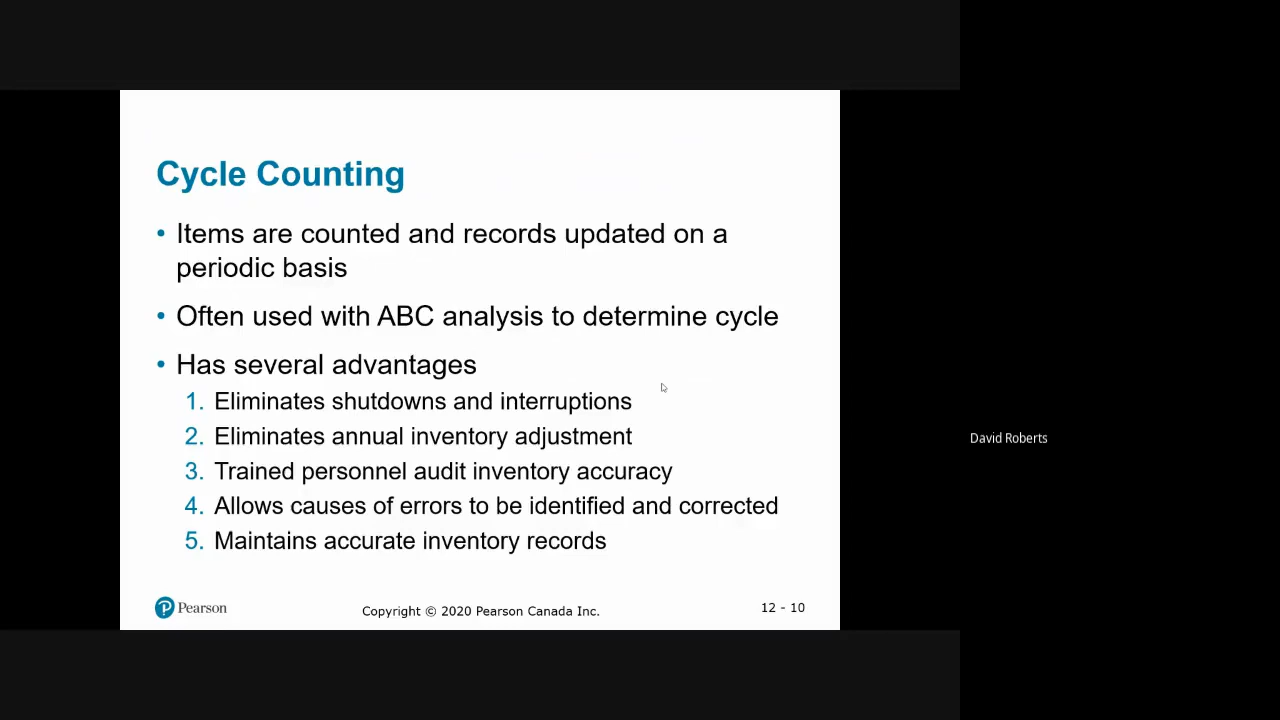 Cycle Counting
• Items are counted and records updated on a
periodic basis
• Often used with ABC analysis to determine cycle
• Has several advantages
1. Eliminates shutdowns and interruptions
2. Eliminates annual inventory adjustment
3. Trained personnel audit inventory accuracy
4. Allows causes of errors to be identified and corrected
5. Maintains accurate inventory records
P Pearson
Copyright © 2020 Pearson Canada Inc.
12 - 10
David Roberts